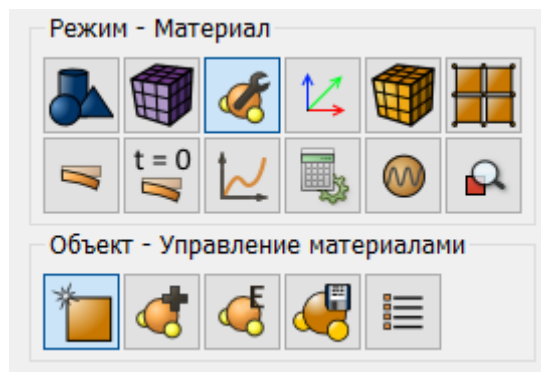 Режим - Материал
t = 0
Объект - Управление материалами
E